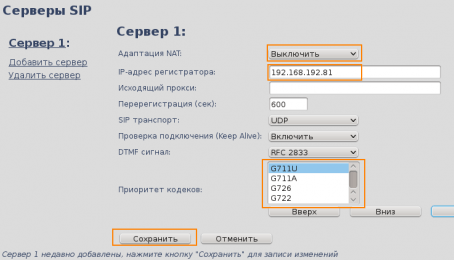 Серверы SIP
Сервер 1:
Добавить сервер
Удалить сервер
Сервер 1:
Адаптация NAT: Выключить
IP-адрес регистратора: 192.168.192.81
Исходящий прокси:
Перерегистрация (сек): 600
SIP транспорт: UDP
Проверка подключения (Keep Alive): Включить
DTMF сигнал: RFC 2833
Приоритет кодеков:
G711U
G711A
G726
G722
Вверх Вниз
Сохранить Отменить
Сервер 1 недавно добавлены, нажмите кнопку "Сохранить" для записи изменений